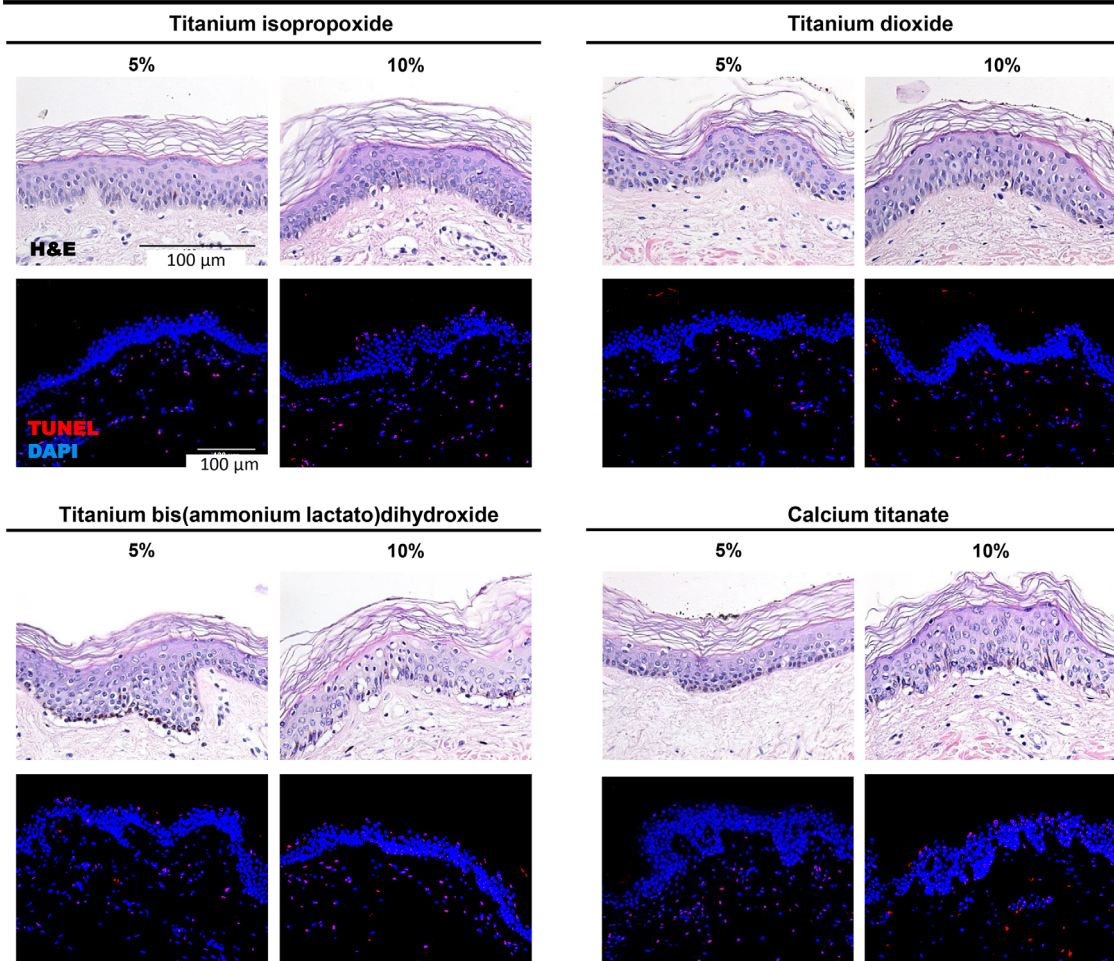 Titanium isopropoxide
Titanium dioxide
5%
10%
5%
10%
H&E
100 µm
TUNEL
DAPI
100 µm
Titanium bis(ammonium lactato)dihydroxide
Calcium titanate
5%
10%
5%
10%